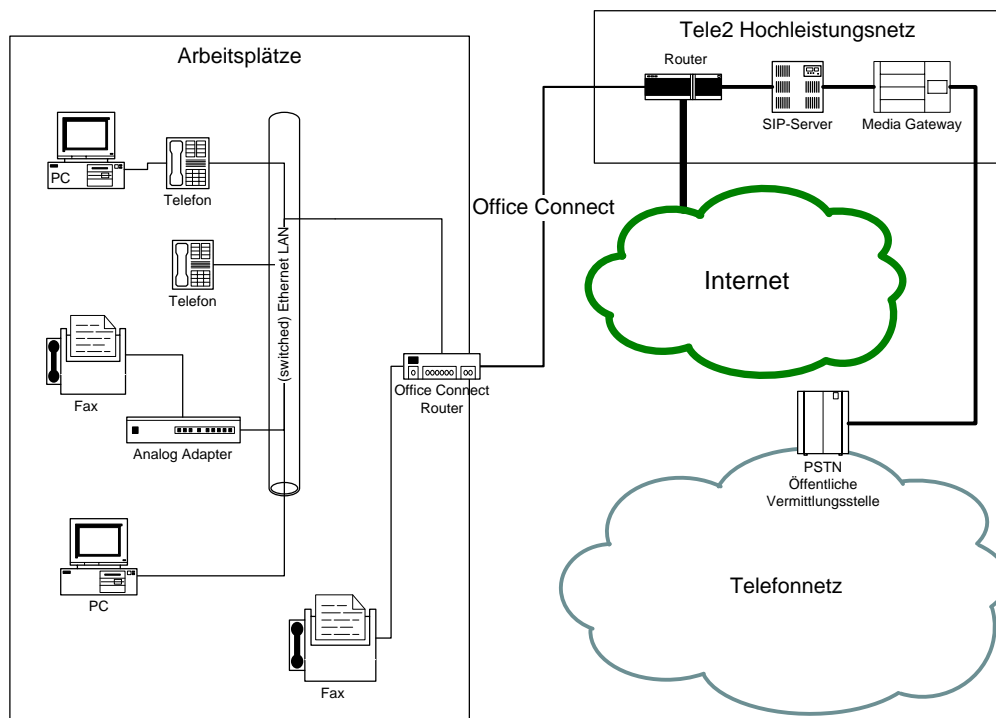 Arbeitsplätze
PC
Telefon
Telefon
Fax
Analog Adapter
PC
Fax
(switched) Ethernet LAN
Office Connect
Router
Office Connect
Tele2 Hochleistungsnetz
Router
SIP-Server
Media Gateway
Internet
PSTN
Öffentliche
Vermittlungsstelle
Telefonnetz